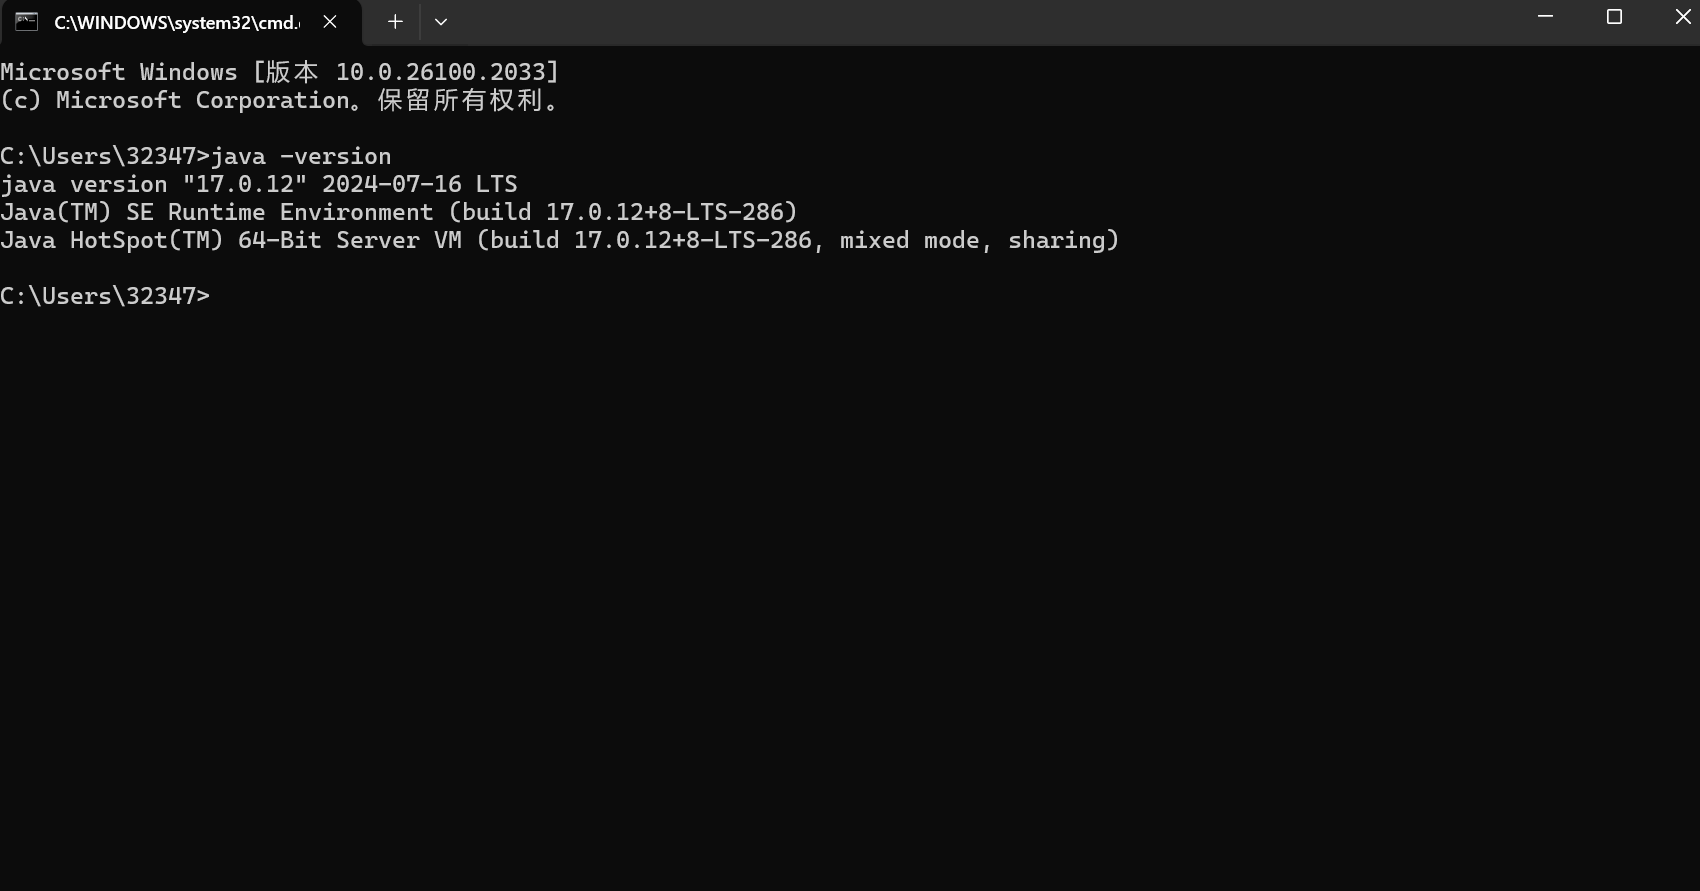 C:\WINDOWS\system32\cmd.
Microsoft Windows [版本 10.0.26100.2033]
(c) Microsoft Corporation。保留所有权利。
C:\Users\32347>java -version
java version "17.0.12" 2024-07-16 LTS
Java(TM) SE Runtime Environment (build 17.0.12+8-LTS-286)
Java HotSpot(TM) 64-Bit Server VM (build 17.0.12+8-LTS-286, mixed mode, sharing)
C:\Users\32347>